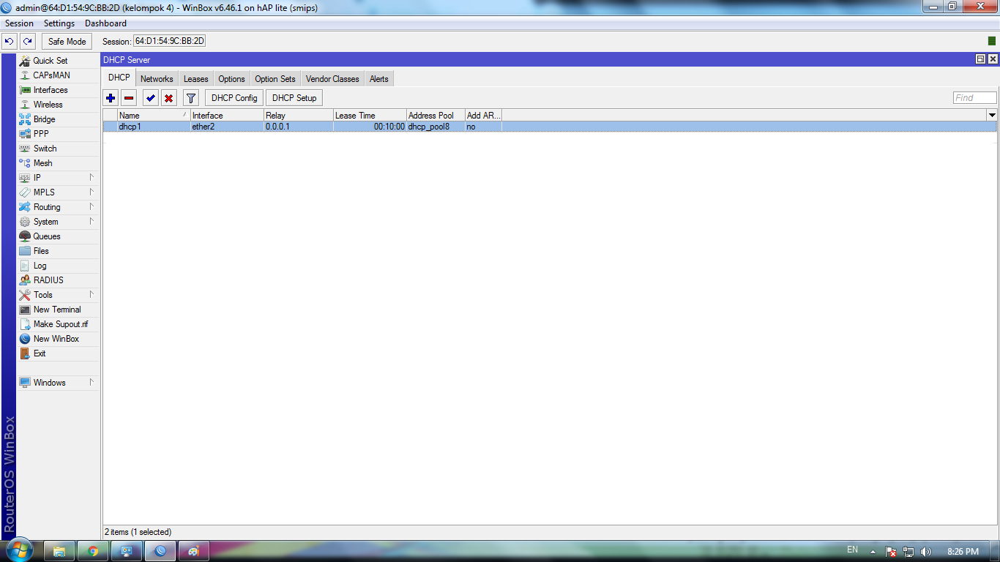 admin@64:D1:54:9C:BB:2D (kelompok 4) - WinBox v6.46.1 on hAP lite (smips)
Session Settings Dashboard
Safe Mode Session: 64:D1:54:9C:BB:2D
DHCP Server
DHCP Networks Leases Options Option Sets Vendor Classes Alerts
DHCP Config DHCP Setup Find
Name Interface Relay Lease Time Address Pool Add AR...
dhcp1 ether2 0.0.0.1 00:10:00 dhcp_pool8 no
Quick Set
CAPsMAN
Interfaces
Wireless
Bridge
PPP
Switch
Mesh
IP
MPLS
Routing
System
Queues
Files
Log
RADIUS
Tools
New Terminal
Make Supout.rif
New WinBox
Exit
Windows
RouterOS WinBox
2 items (1 selected)
EN 8:26 PM